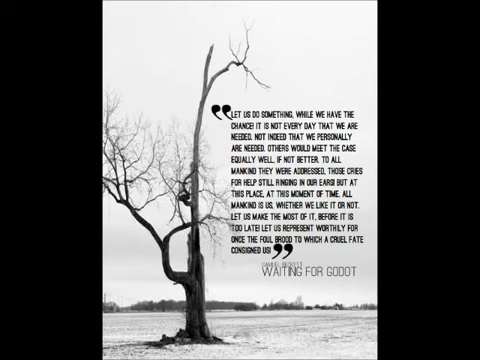 “LET US DO SOMETHING, WHILE WE HAVE THE
CHANCE! IT IS NOT EVERY DAY THAT WE ARE
NEEDED. NOT INDEED THAT WE PERSONALLY
ARE NEEDED. OTHERS WOULD MEET THE CASE
EQUALLY WELL, IF NOT BETTER. TO ALL
MANKIND THEY WERE ADDRESSED, THOSE CRIES
FOR HELP STILL RINGING IN OUR EARS! BUT AT
THIS PLACE, AT THIS MOMENT OF TIME, ALL
MANKIND IS US, WHETHER WE LIKE IT OR NOT.
LET US MAKE THE MOST OF IT, BEFORE IT IS
TOO LATE! LET US REPRESENT WORTHILY FOR
ONCE THE FOUL BROOD TO WHICH A CRUEL FATE
CONSIGNED US!”
SAMUEL BECKETT
WAITING FOR GODOT